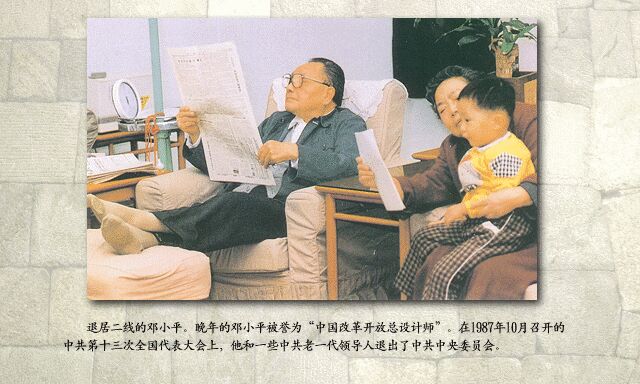 退居二线的邓小平。晚年的邓小平被誉为“中国改革开放总设计师”。在1987年10月召开的
中共第十三次全国代表大会上，他和一些中共老一代领导人退出了中共中央委员会。